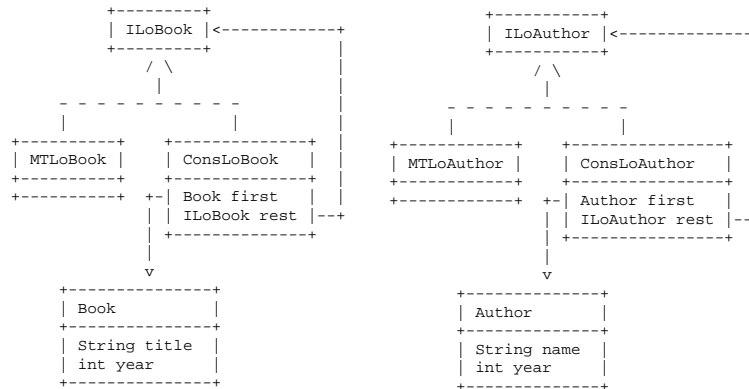 ILoBook
MTLoBook
ConsLoBook
Book first
ILoBook rest
Book
String title
int year
ILoAuthor
MTLoAuthor
ConsLoAuthor
Author first
ILoAuthor rest
Author
String name
int year